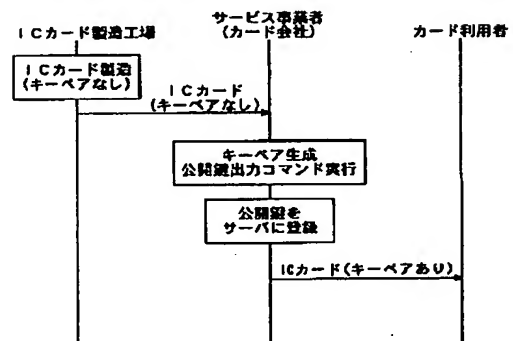 ICカード製造工場
サービス事業者
(カード会社)
カード利用者
ICカード製造
(キーペアなし)
ICカード
(キーペアなし)
キーペア生成
公開鍵出力コマンド実行
公開鍵を
サーバに登録
ICカード(キーペアあり)